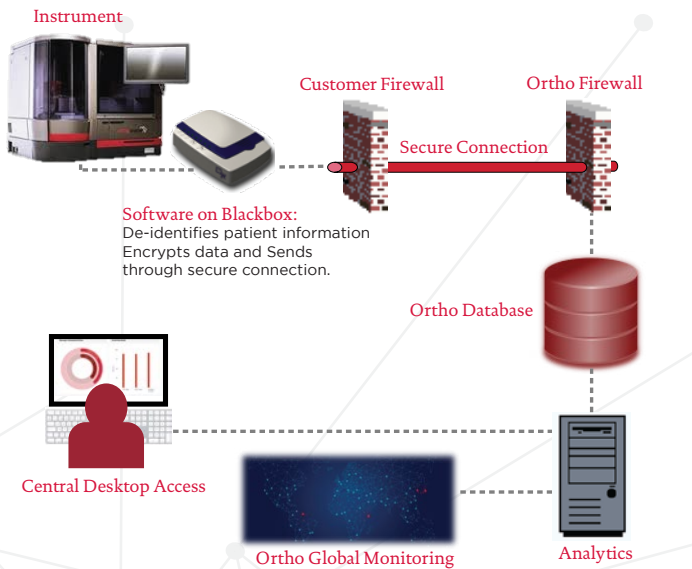 Instrument
Customer Firewall
Ortho Firewall
Secure Connection
Software on Blackbox:
De-identifies patient information
Encrypts data and Sends
through secure connection.
Ortho Database
Central Desktop Access
Ortho Global Monitoring
Analytics